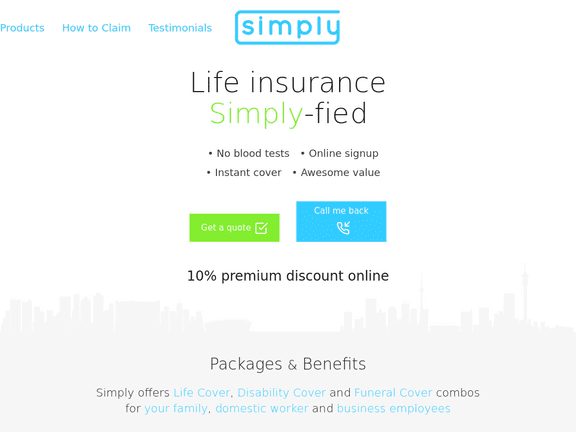 Products How to Claim Testimonials simply
Life insurance
Simply-fied
• No blood tests • Online signup
• Instant cover • Awesome value
Get a quote
Call me back
10% premium discount online
Packages & Benefits
Simply offers Life Cover, Disability Cover and Funeral Cover combos
for your family, domestic worker and business employees